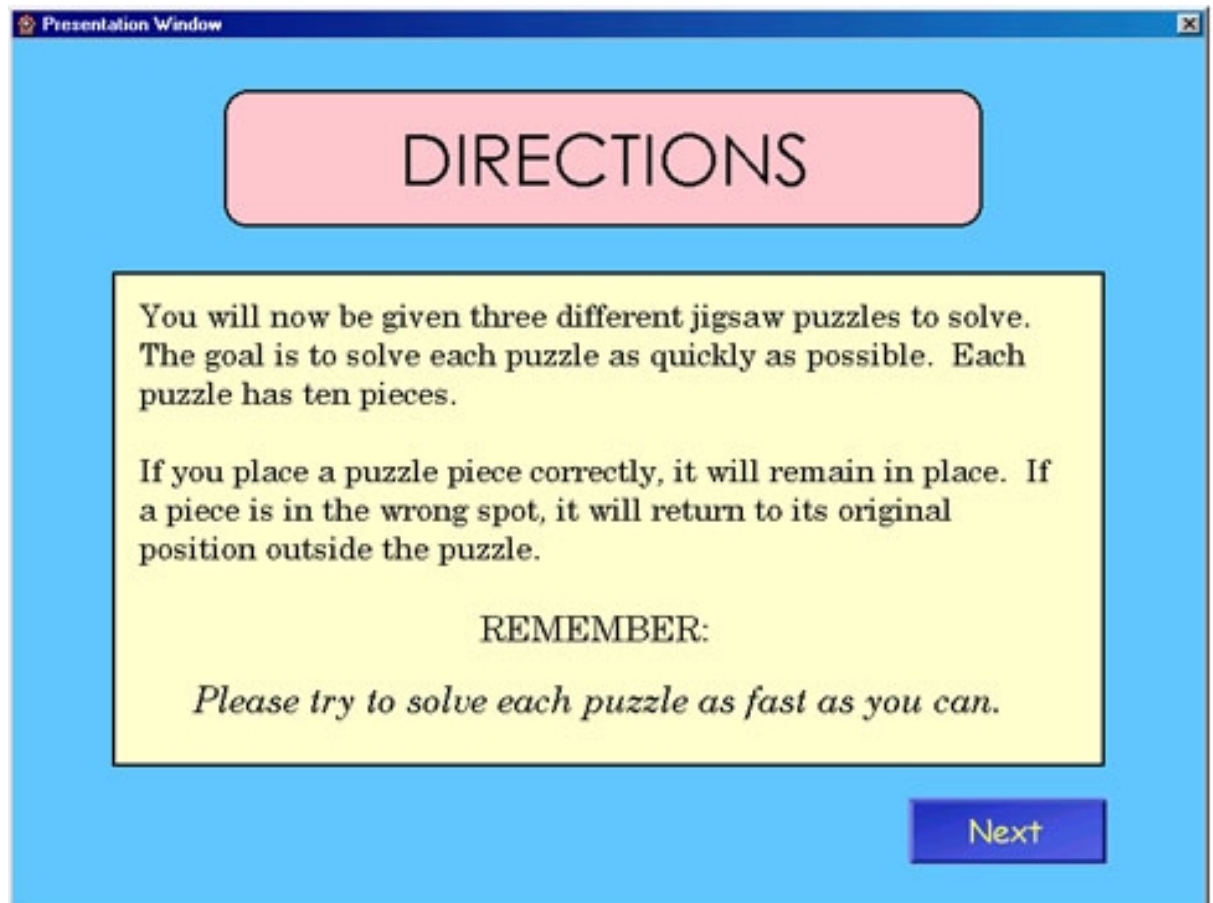 Presentation Window
DIRECTIONS
You will now be given three different jigsaw puzzles to solve.
The goal is to solve each puzzle as quickly as possible.  Each
puzzle has ten pieces.
If you place a puzzle piece correctly, it will remain in place.  If
a piece is in the wrong spot, it will return to its original
position outside the puzzle.
REMEMBER:
Please try to solve each puzzle as fast as you can.
Next